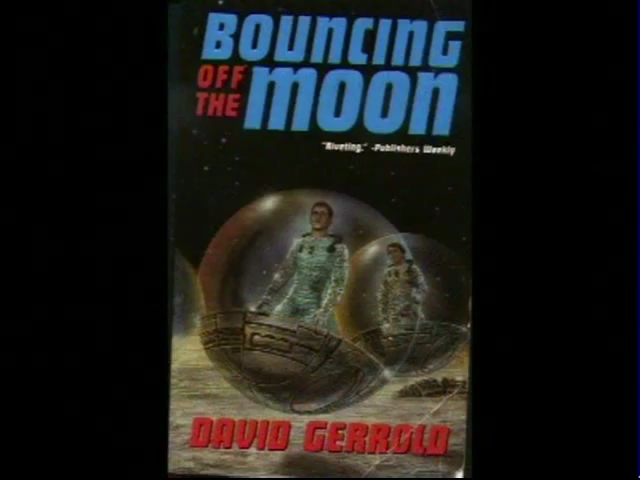 BOUNCING
OFF
THE
MOON
"Riveting." -Publishers Weekly
DAVID GERROLD